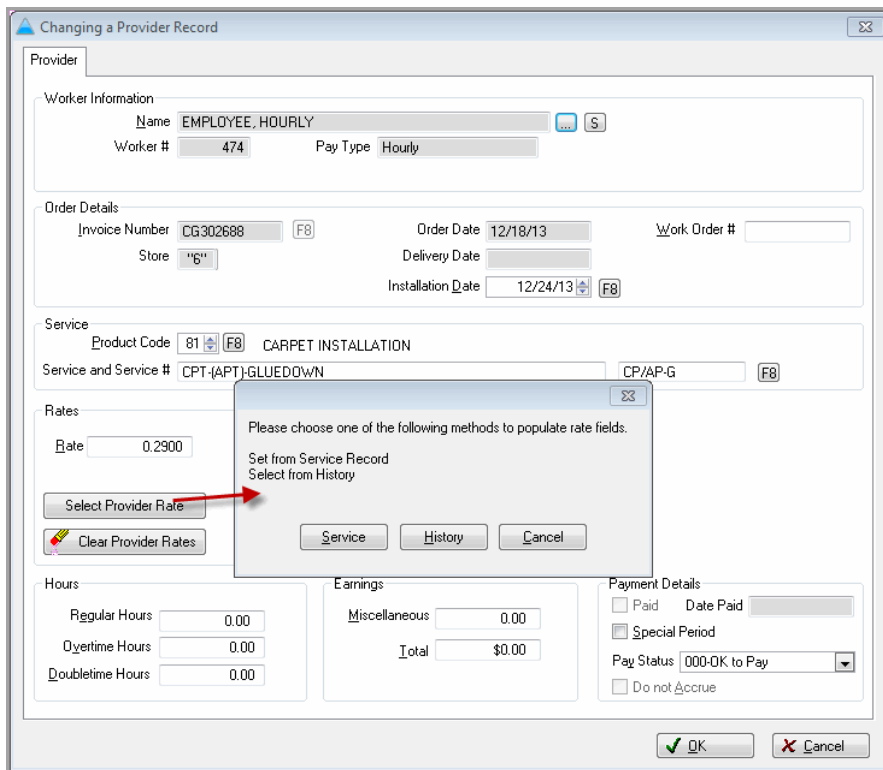 Changing a Provider Record
Provider
Worker Information
Name EMPLOYEE, HOURLY ... S
Worker # 474 Pay Type Hourly
Order Details
Invoice Number CG302688 F8 Order Date 12/18/13 Work Order #
Store "6" Delivery Date
Installation Date 12/24/13 F8
Service
Product Code 81 F8 CARPET INSTALLATION
Service and Service # CPT-(APT)-GLUEDOWN CP/AP-G F8
Rates
Rate 0.2900
Select Provider Rate
Clear Provider Rates
Please choose one of the following methods to populate rate fields.
Set from Service Record
Select from History
Service History Cancel
Hours
Regular Hours 0.00
Overtime Hours 0.00
Doubletime Hours 0.00
Earnings
Miscellaneous 0.00
Total $0.00
Payment Details
Paid Date Paid
Special Period
Pay Status 000-OK to Pay
Do not Accrue
OK Cancel